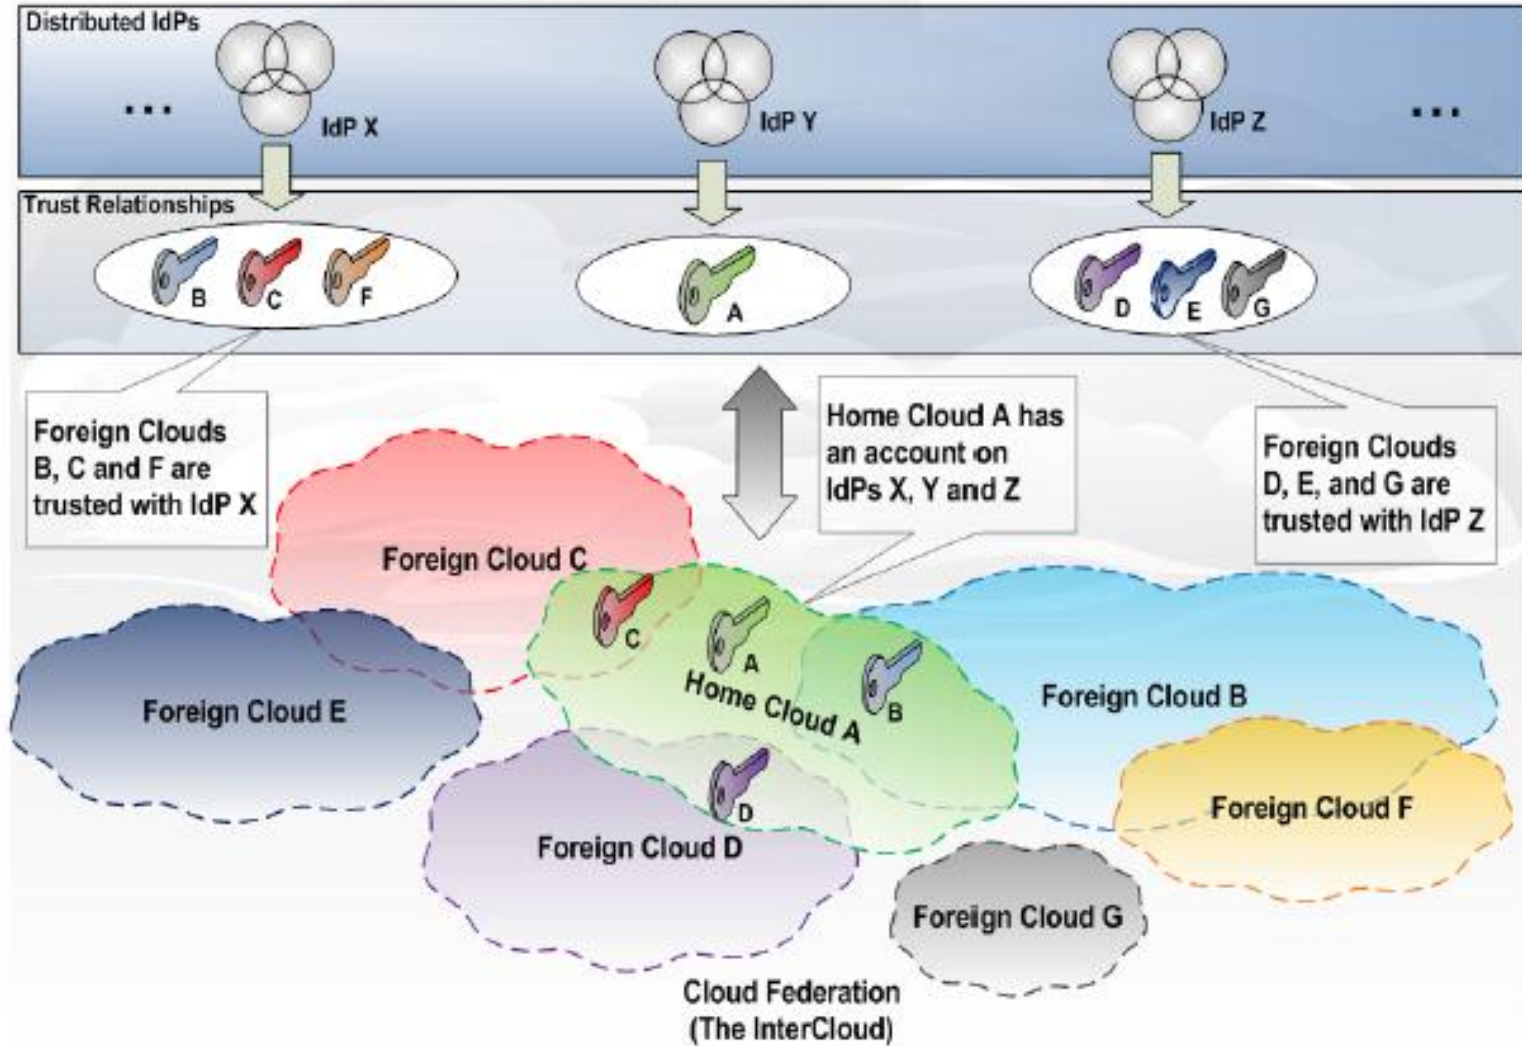 Distributed IdPs
...
IdP X
IdP Y
IdP Z
...
Trust Relationships
B
C
F
A
D
E
G
Foreign Clouds
B, C and F are
trusted with IdP X
Home Cloud A has
an account on
IdPs X, Y and Z
Foreign Clouds
D, E, and G are
trusted with IdP Z
Foreign Cloud C
C
A
B
Home Cloud A
Foreign Cloud E
Foreign Cloud B
D
Foreign Cloud D
Foreign Cloud F
Foreign Cloud G
Cloud Federation
(The InterCloud)